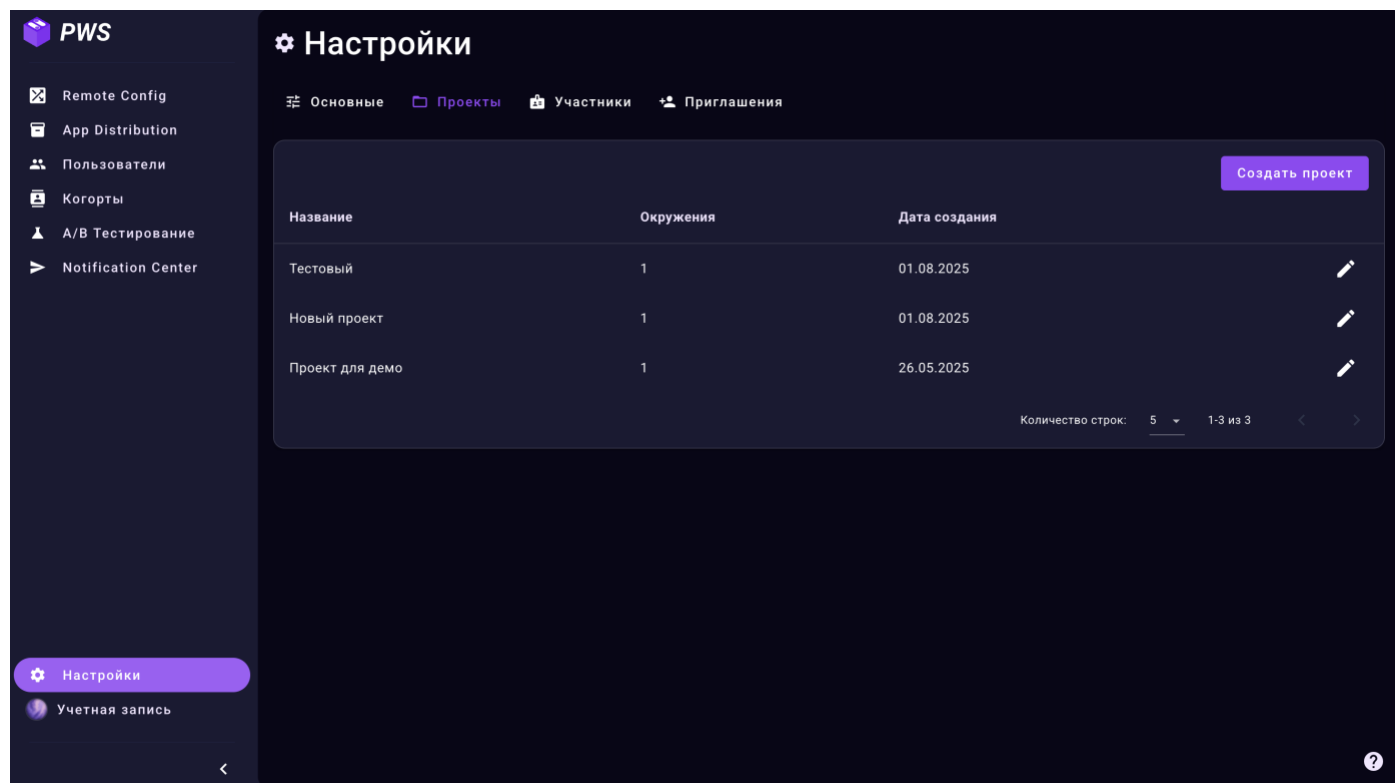 PWS
Remote Config
App Distribution
Пользователи
Когорты
A/B Тестирование
Notification Center
Настройки
Учетная запись
Настройки
Основные Проекты Участники Приглашения
Создать проект
Название Окружения Дата создания
Тестовый 1 01.08.2025
Новый проект 1 01.08.2025
Проект для демо 1 26.05.2025
Количество строк: 5 1-3 из 3